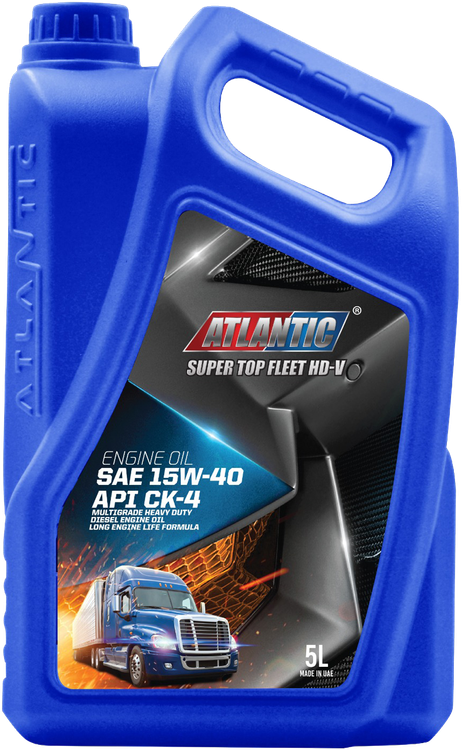 ATLANTIC
ATLANTIC ®
SUPER TOP FLEET HD-V
ENGINE OIL
SAE 15W-40
API CK-4
MULTIGRADE HEAVY DUTY
DIESEL ENGINE OIL
LONG ENGINE LIFE FORMULA
5L
MADE IN UAE